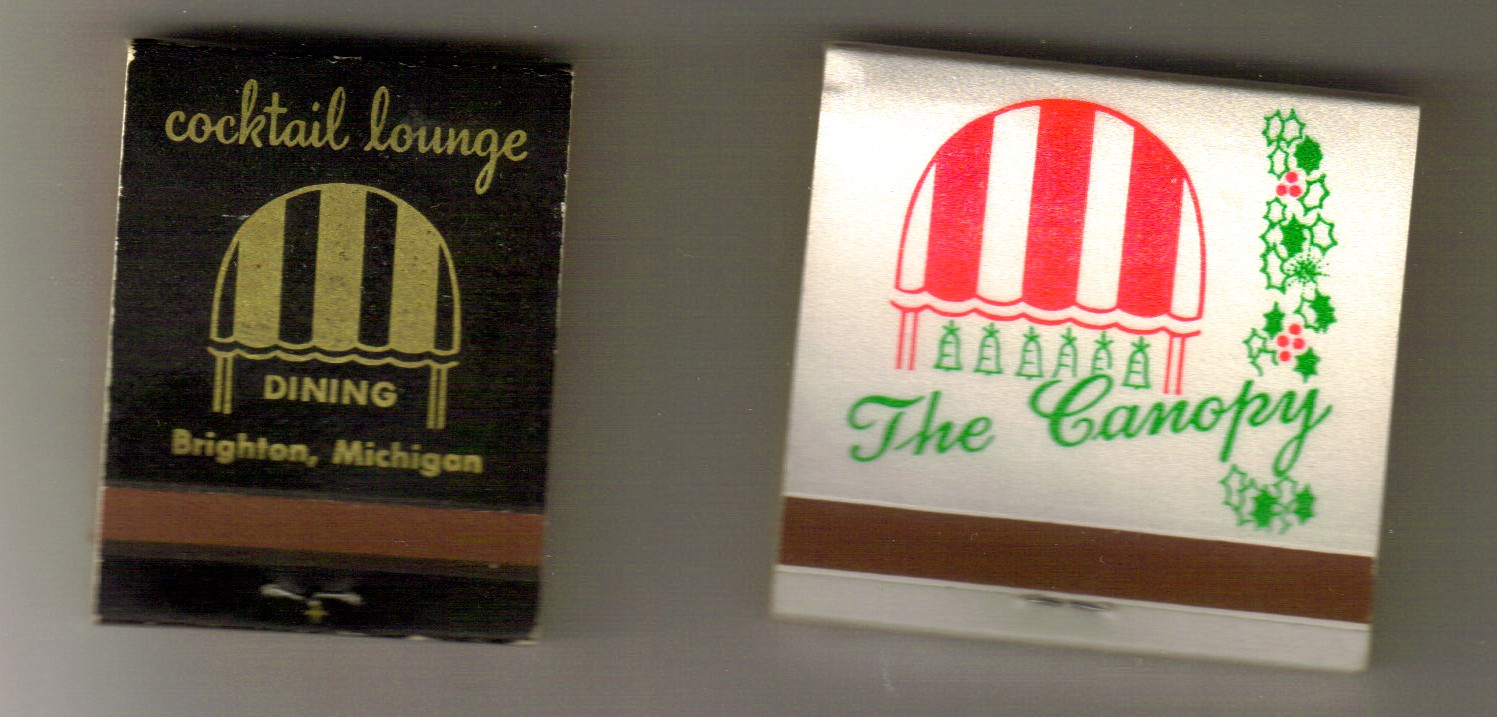 cocktail lounge
DINING
Brighton, Michigan
The Canopy